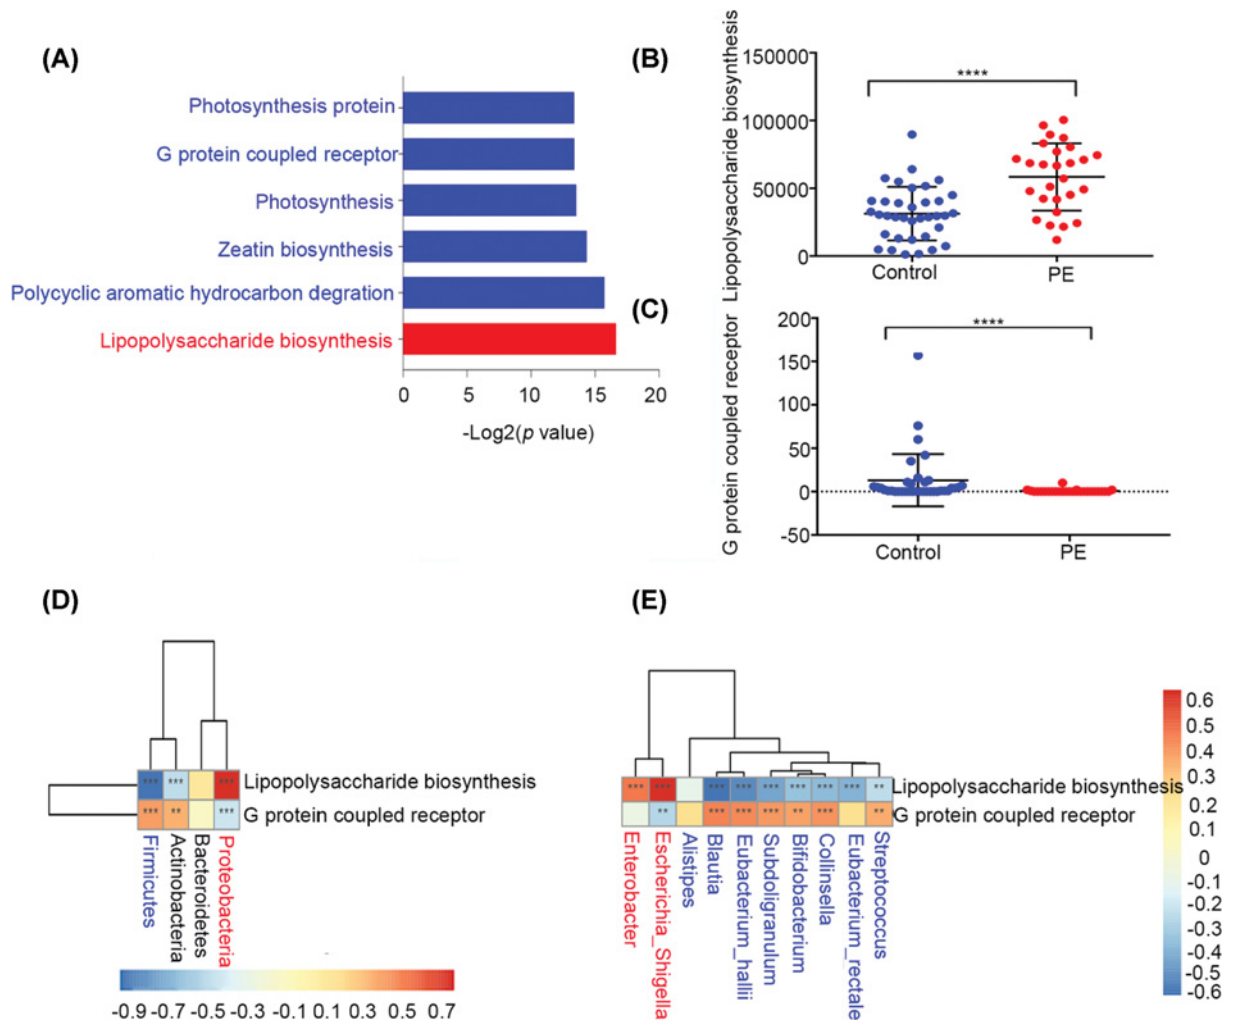 (A)
Photosynthesis protein
G protein coupled receptor
Photosynthesis
Zeatin biosynthesis
Polycyclic aromatic hydrocarbon degration
Lipopolysaccharide biosynthesis
0 5 10 15 20
-Log2(p value)
(B)
Lipopolysaccharide biosynthesis
150000
100000
50000
0
****
Control PE
(C)
G protein coupled receptor
200
150
100
50
0
-50
****
Control PE
(D)
*** *** *** Lipopolysaccharide biosynthesis
*** ** *** G protein coupled receptor
Firmicutes
Actinobacteria
Bacteroidetes
Proteobacteria
-0.9 -0.7 -0.5 -0.3 -0.1 0.1 0.3 0.5 0.7
(E)
*** *** *** *** *** *** *** *** ** Lipopolysaccharide biosynthesis
** *** *** *** ** *** ** G protein coupled receptor
Enterobacter
Escherichia_Shigella
Alistipes
Blautia
Eubacterium_hallii
Subdoligranulum
Bifidobacterium
Collinsella
Eubacterium_rectale
Streptococcus
0.6
0.5
0.4
0.3
0.2
0.1
0
-0.1
-0.2
-0.3
-0.4
-0.5
-0.6